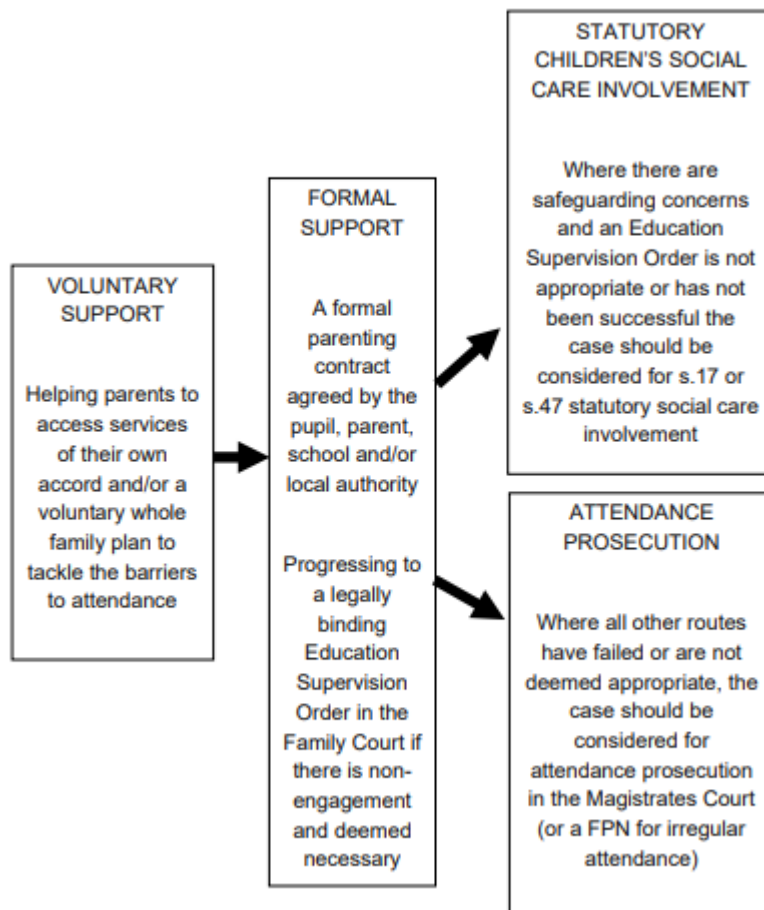 VOLUNTARY
SUPPORT
Helping parents to
access services
of their own
accord and/or a
voluntary whole
family plan to
tackle the barriers
to attendance
FORMAL
SUPPORT
A formal
parenting
contract
agreed by the
pupil, parent,
school and/or
local authority
Progressing to
a legally
binding
Education
Supervision
Order in the
Family Court if
there is non-
engagement
and deemed
necessary
STATUTORY
CHILDREN'S SOCIAL
CARE INVOLVEMENT
Where there are
safeguarding concerns
and an Education
Supervision Order is not
appropriate or has not
been successful the
case should be
considered for s.17 or
s.47 statutory social care
involvement
ATTENDANCE
PROSECUTION
Where all other routes
have failed or are not
deemed appropriate, the
case should be
considered for
attendance prosecution
in the Magistrates Court
(or a FPN for irregular
attendance)